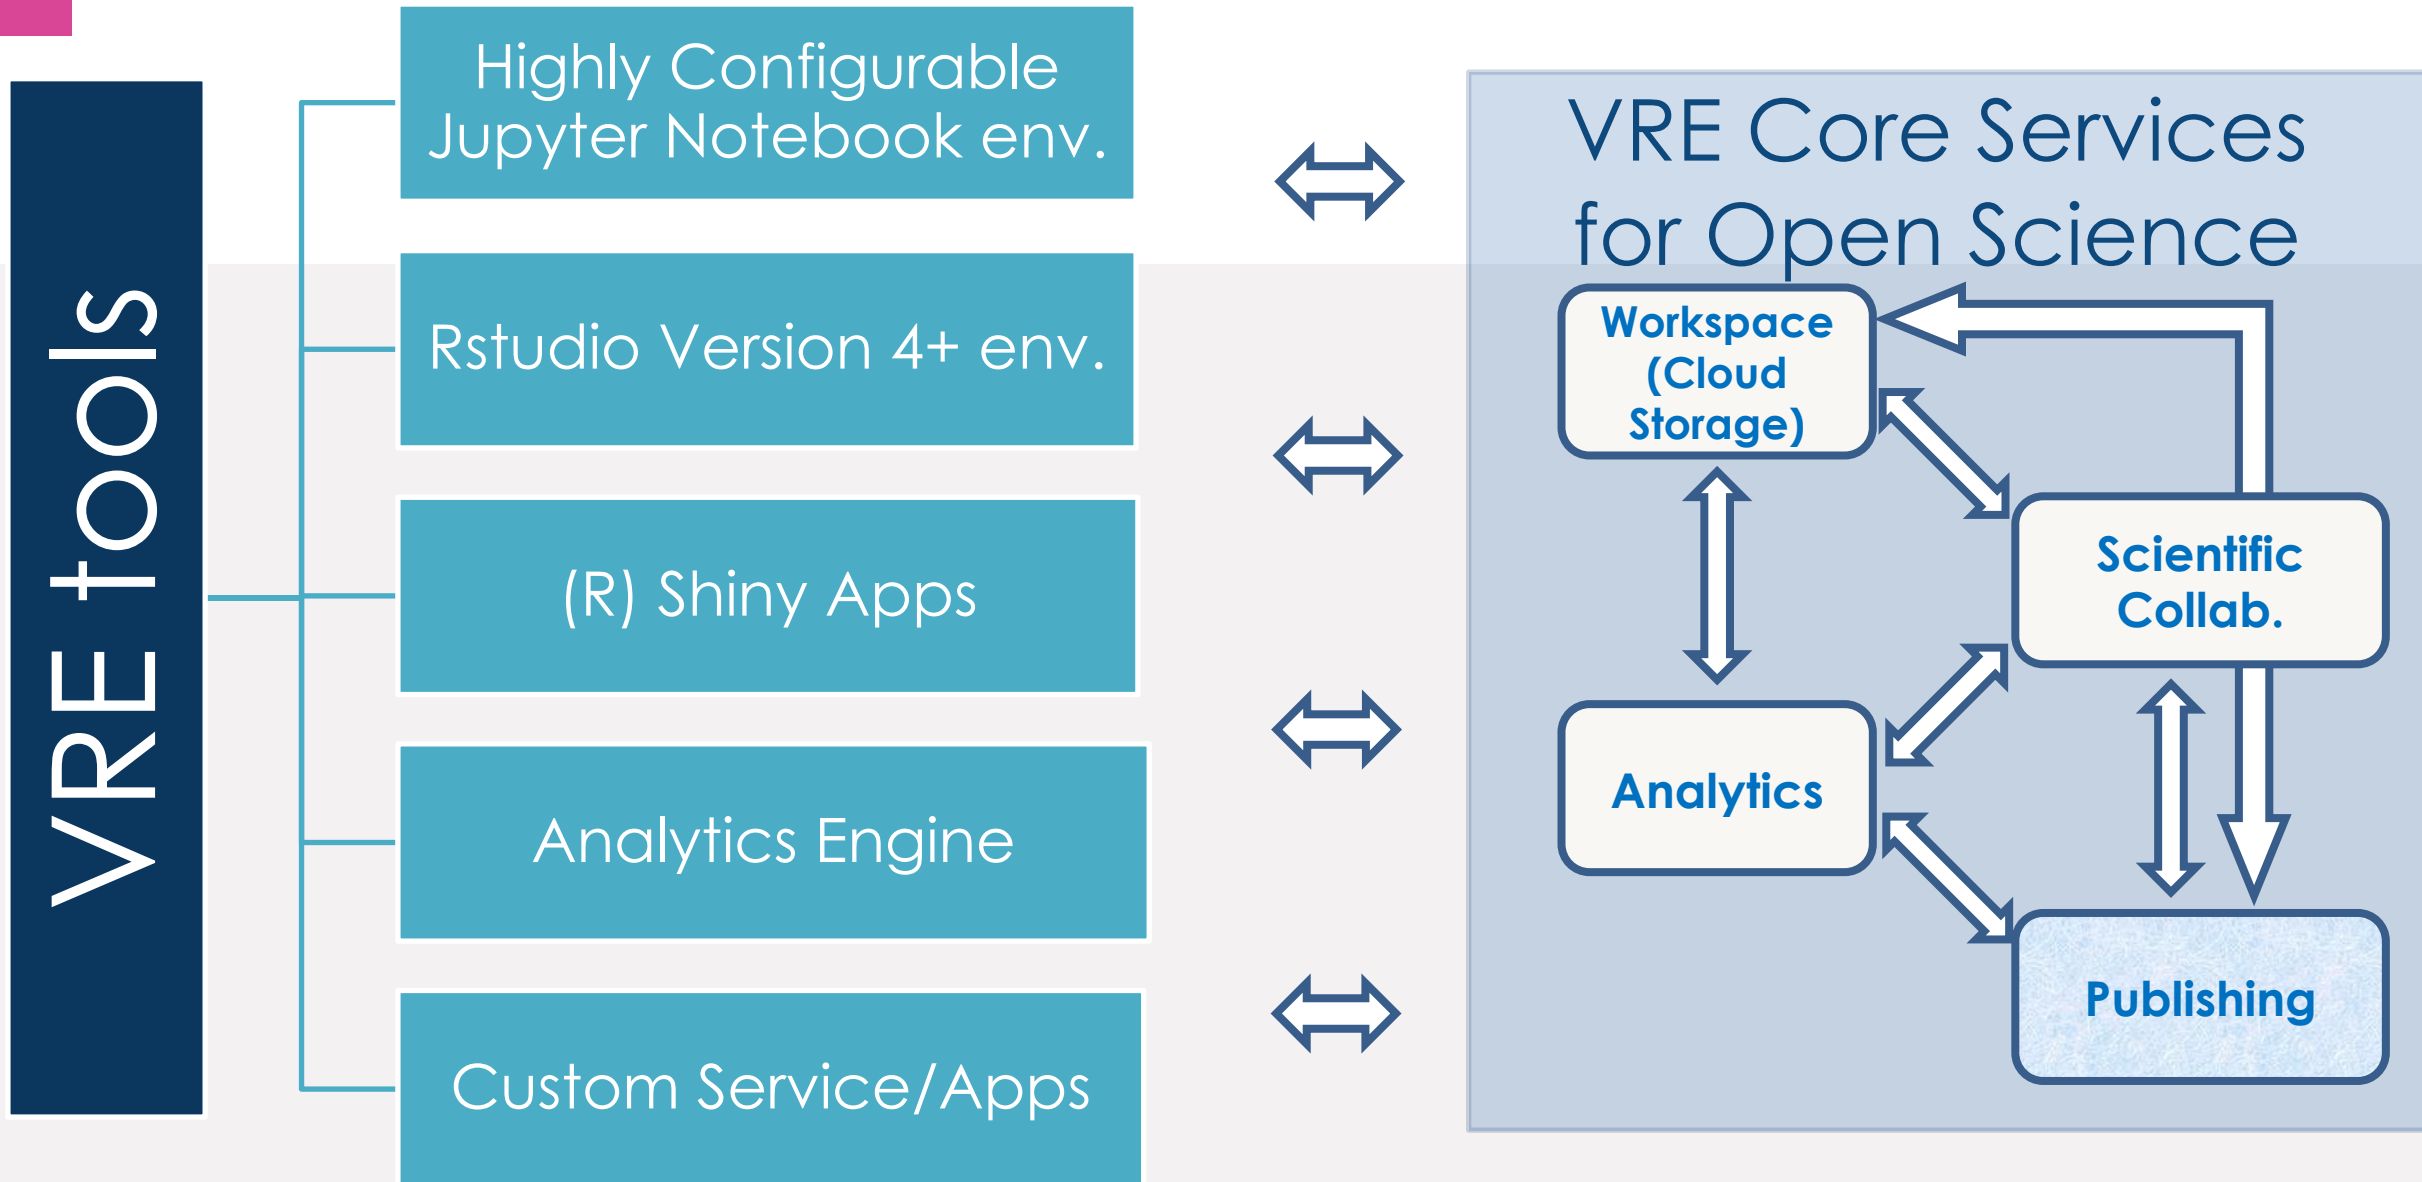 VRE tools
Highly Configurable
Jupyter Notebook env.
Rstudio Version 4+ env.
(R) Shiny Apps
Analytics Engine
Custom Service/Apps
VRE Core Services
for Open Science
Workspace
(Cloud
Storage)
Scientific
Collab.
Analytics
Publishing